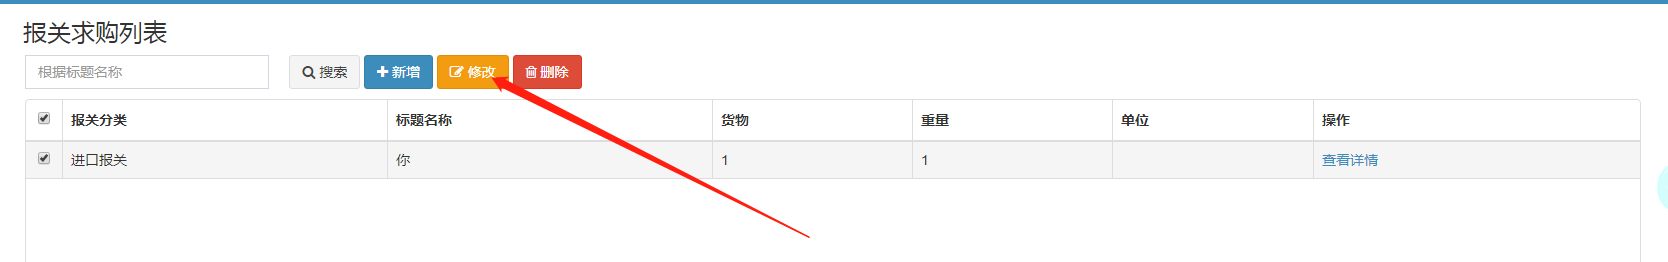 报关求购列表
根据标题名称 搜索 新增 修改 删除
报关分类 标题名称 货物 重量 单位 操作
进口报关 你 1 1 查看详情